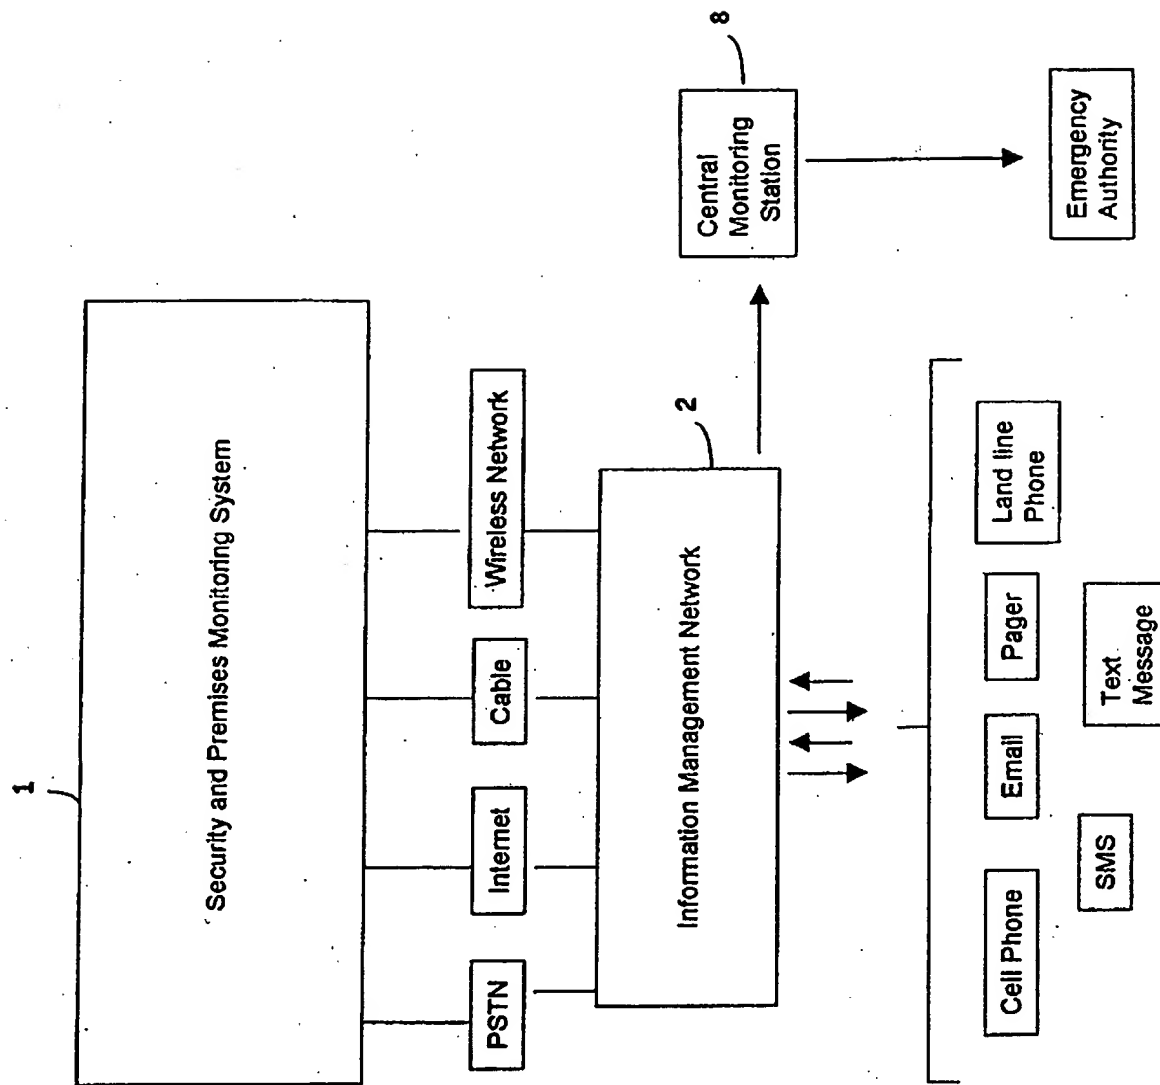 1
Security and Premises Monitoring System
PSTN
Internet
Cable
Wireless Network
2
Information Management Network
8
Central
Monitoring
Station
Emergency
Authority
Cell Phone
Email
Pager
Land line
Phone
SMS
Text
Message